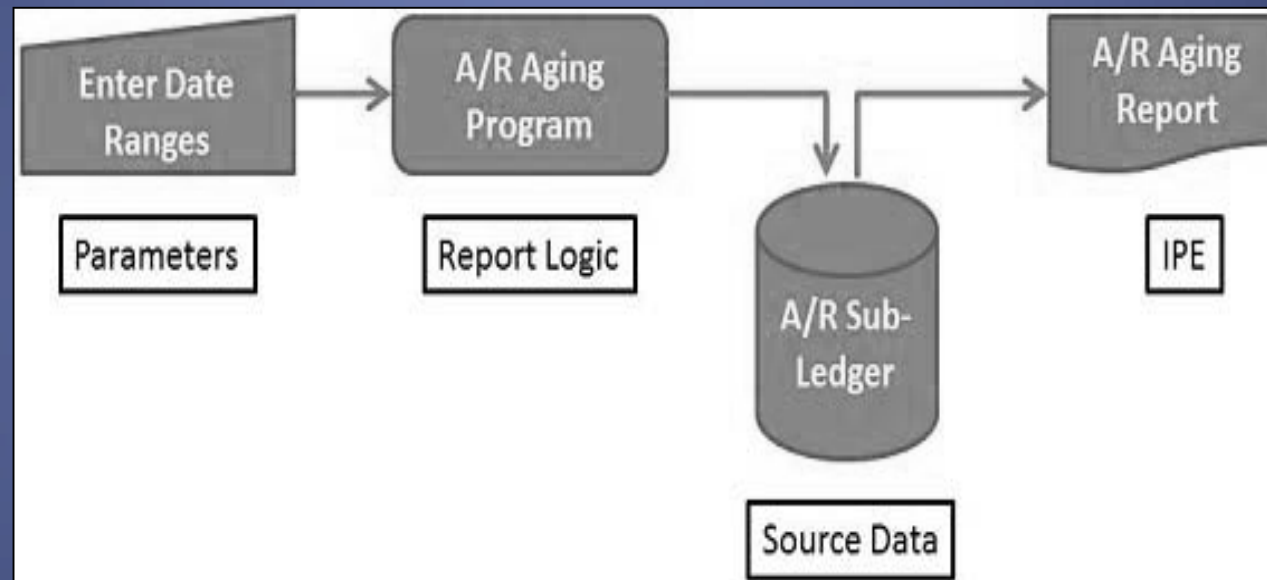 Enter Date
Ranges
A/R Aging
Program
A/R Aging
Report
Parameters
Report Logic
IPE
A/R Sub-
Ledger
Source Data